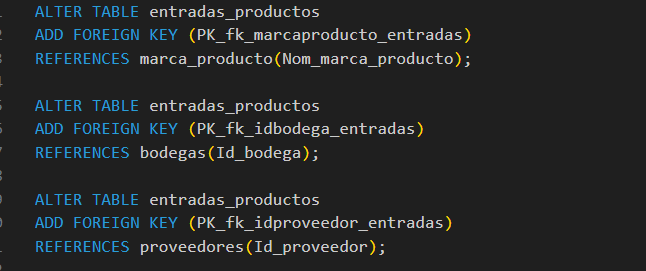 ALTER TABLE entradas_productos
ADD FOREIGN KEY (PK_fk_marcaproducto_entradas)
REFERENCES marca_producto(Nom_marca_producto);
ALTER TABLE entradas_productos
ADD FOREIGN KEY (PK_fk_idbodega_entradas)
REFERENCES bodegas(Id_bodega);
ALTER TABLE entradas_productos
ADD FOREIGN KEY (PK_fk_idproveedor_entradas)
REFERENCES proveedores(Id_proveedor);